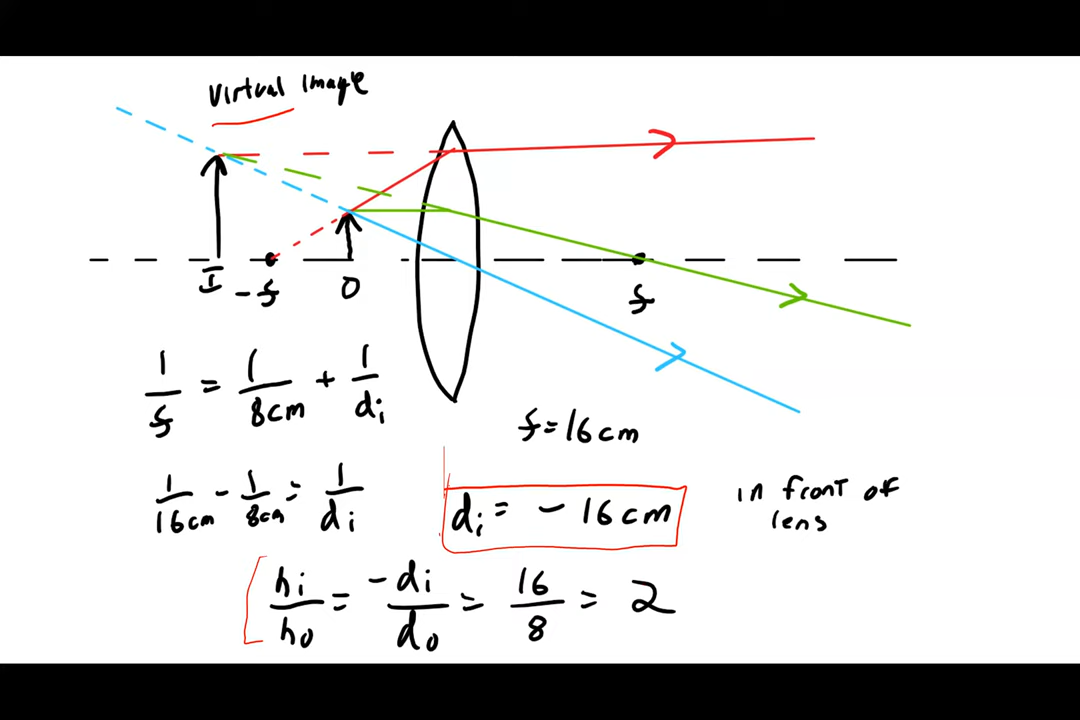 Virtual Image
I
-f
O
f
1/f = 1/8cm + 1/di
f = 16cm
1/16cm - 1/8cm = 1/di
di = -16cm
in front of
lens
hi/ho = -di/do = 16/8 = 2